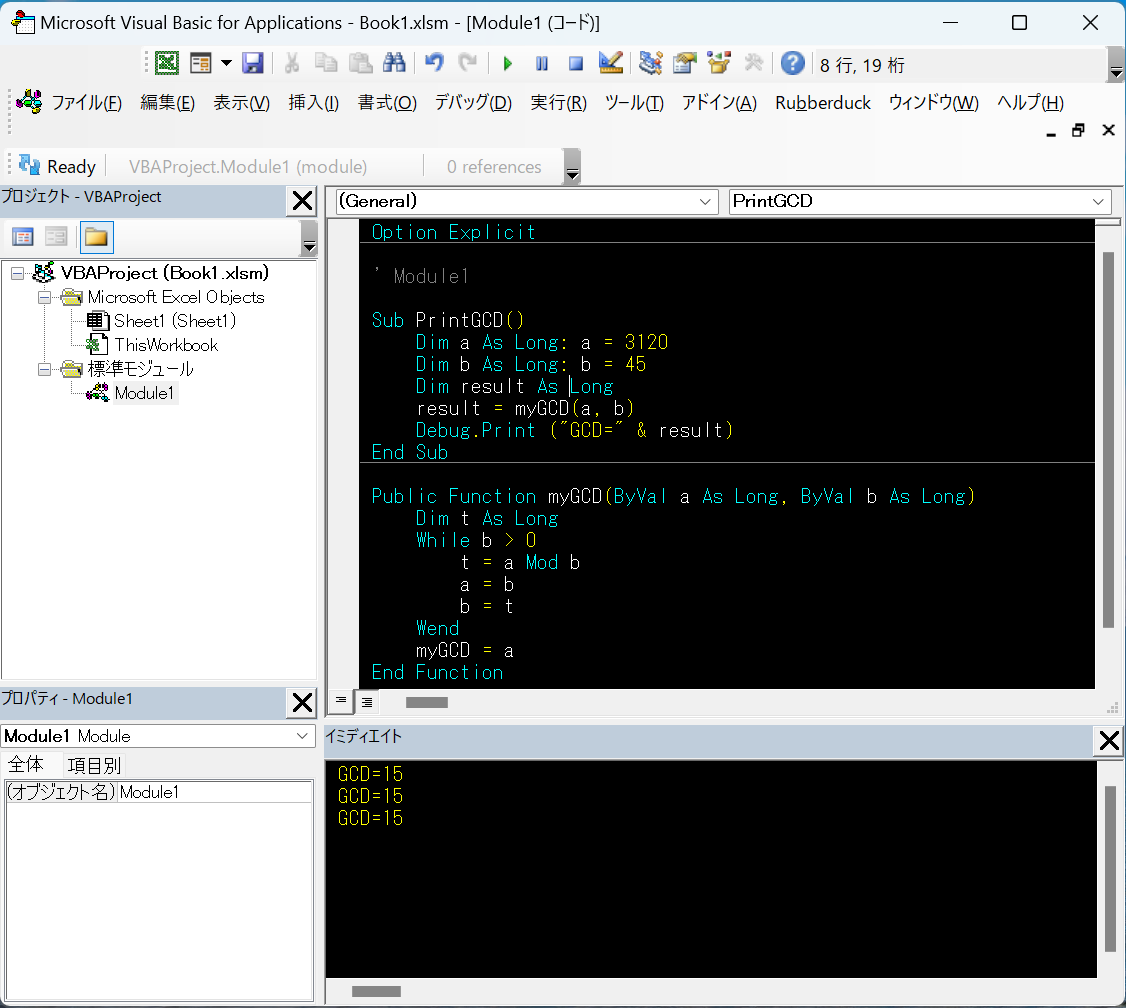 Microsoft Visual Basic for Applications - Book1.xlsm - [Module1 (コード)]
8 行, 19 桁
ファイル(F) 編集(E) 表示(V) 挿入(I) 書式(O) デバッグ(D) 実行(R) ツール(T) アドイン(A) Rubberduck ウィンドウ(W) ヘルプ(H)
Ready VBAProject.Module1 (module) 0 references
プロジェクト - VBAProject
VBAProject (Book1.xlsm)
Microsoft Excel Objects
Sheet1 (Sheet1)
ThisWorkbook
標準モジュール
Module1
プロパティ - Module1
Module1 Module
全体 項目別
(オブジェクト名) Module1
(General) PrintGCD
Option Explicit
' Module1
Sub PrintGCD()
    Dim a As Long: a = 3120
    Dim b As Long: b = 45
    Dim result As Long
    result = myGCD(a, b)
    Debug.Print ("GCD=" & result)
End Sub
Public Function myGCD(ByVal a As Long, ByVal b As Long)
    Dim t As Long
    While b > 0
        t = a Mod b
        a = b
        b = t
    Wend
    myGCD = a
End Function
イミディエイト
GCD=15
GCD=15
GCD=15